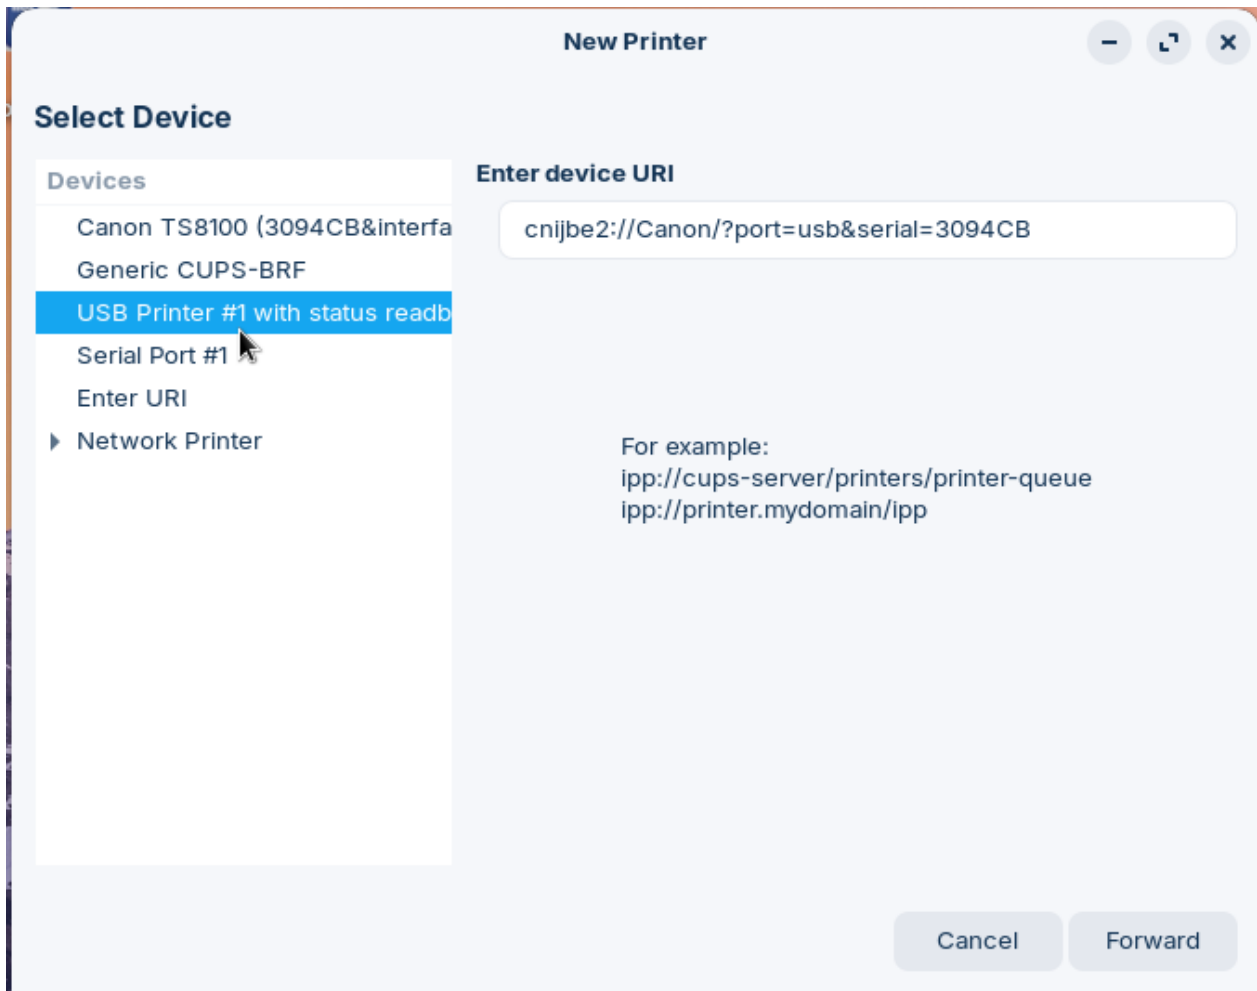 New Printer
Select Device
Devices
Canon TS8100 (3094CB&interfa
Generic CUPS-BRF
USB Printer #1 with status readb
Serial Port #1
Enter URI
Network Printer
Enter device URI
cnijbe2://Canon/?port=usb&serial=3094CB
For example:
ipp://cups-server/printers/printer-queue
ipp://printer.mydomain/ipp
Cancel
Forward